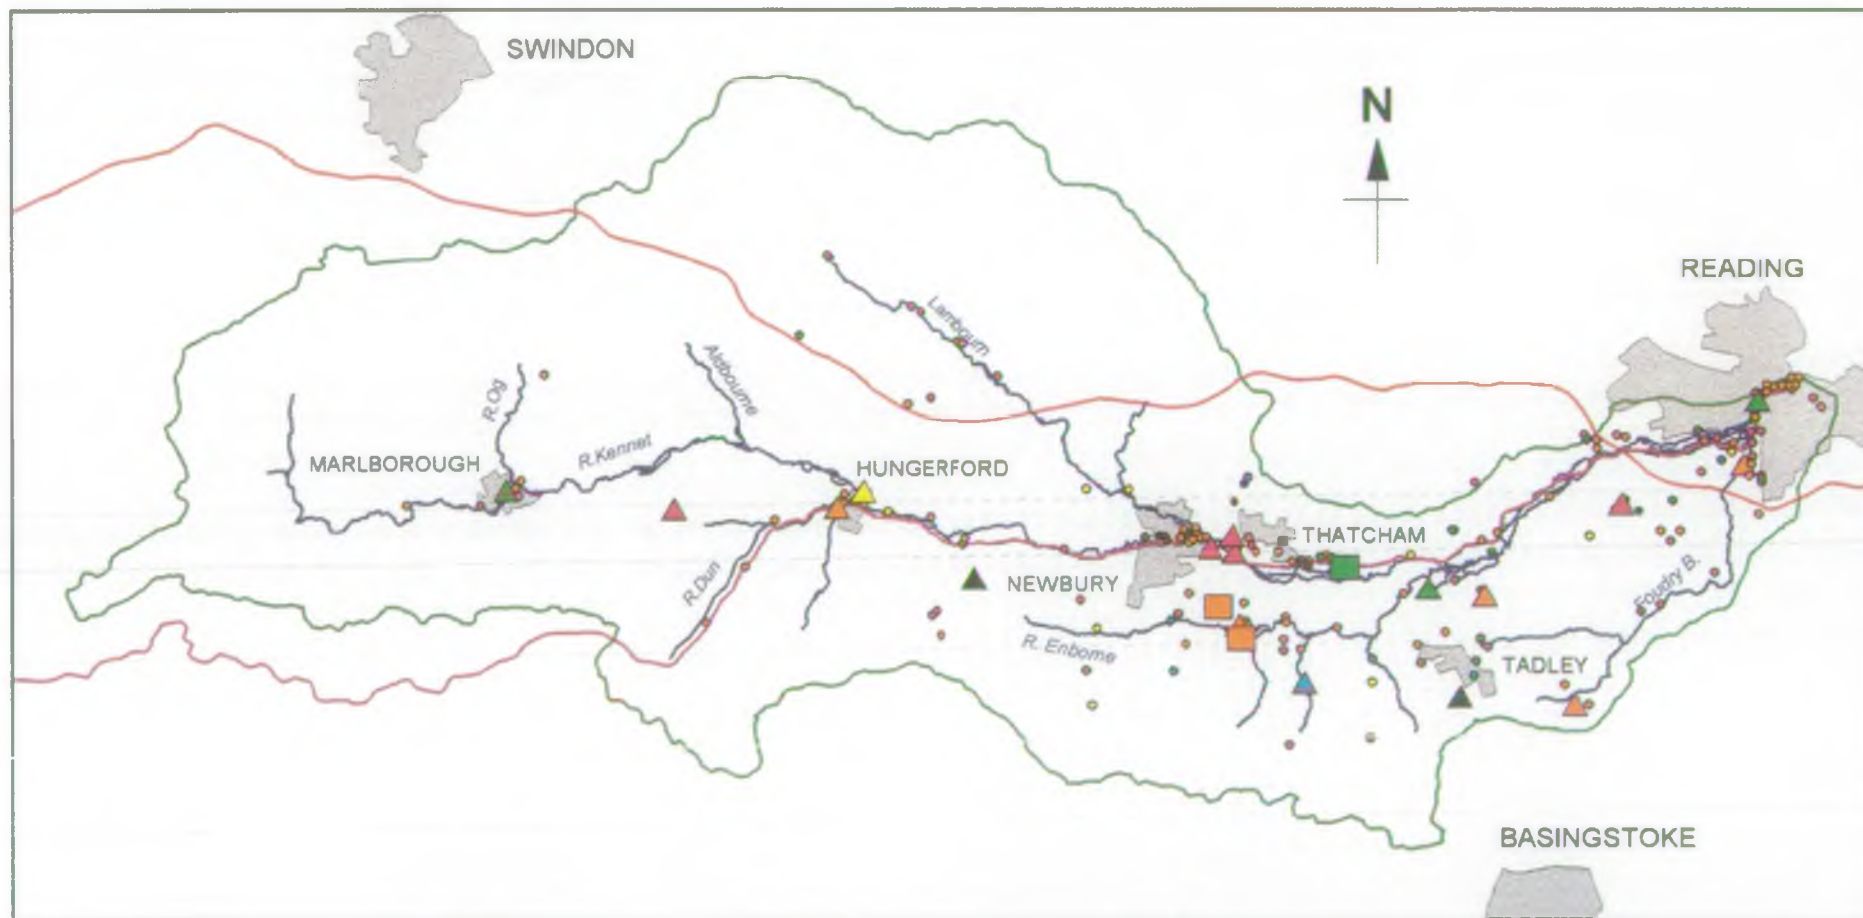 SWINDON
N
READING
Lambourn
Aldbourne
R.Og
R.Kennet
MARLBOROUGH
HUNGERFORD
THATCHAM
R.Dun
NEWBURY
Foudry B.
R. Enborne
TADLEY
BASINGSTOKE